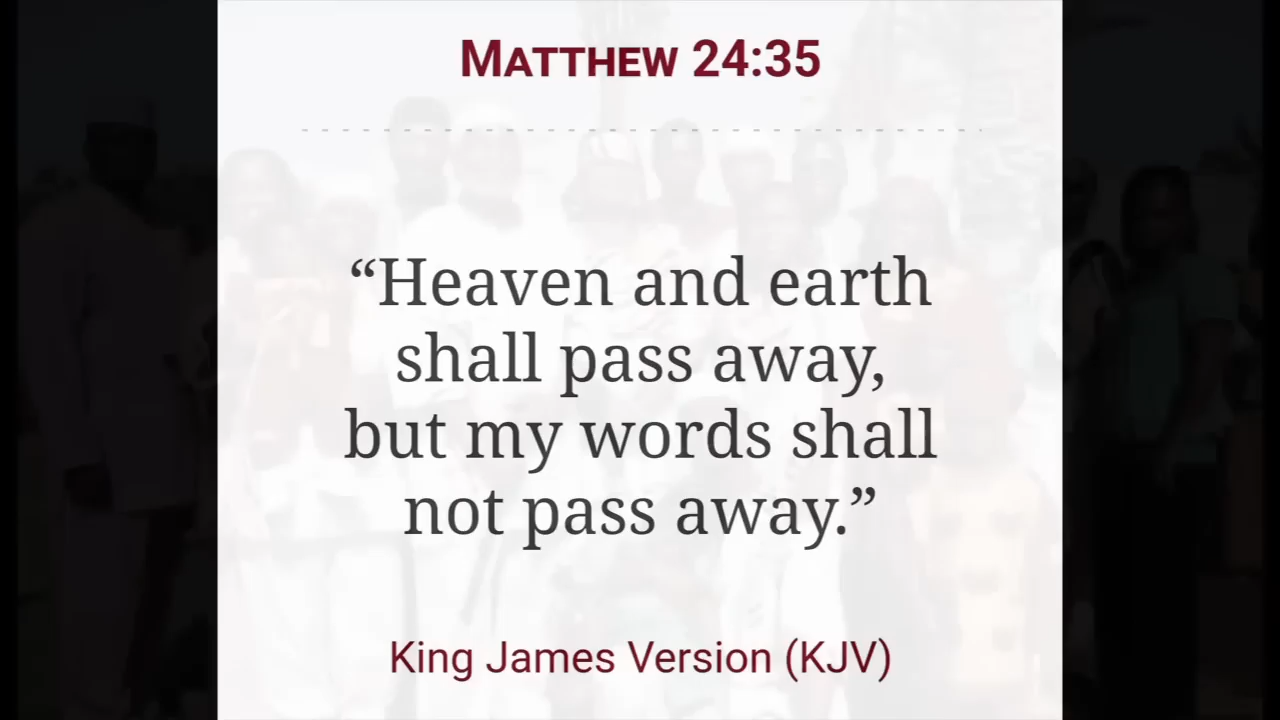 Matthew 24:35
“Heaven and earth
shall pass away,
but my words shall
not pass away.”
King James Version (KJV)